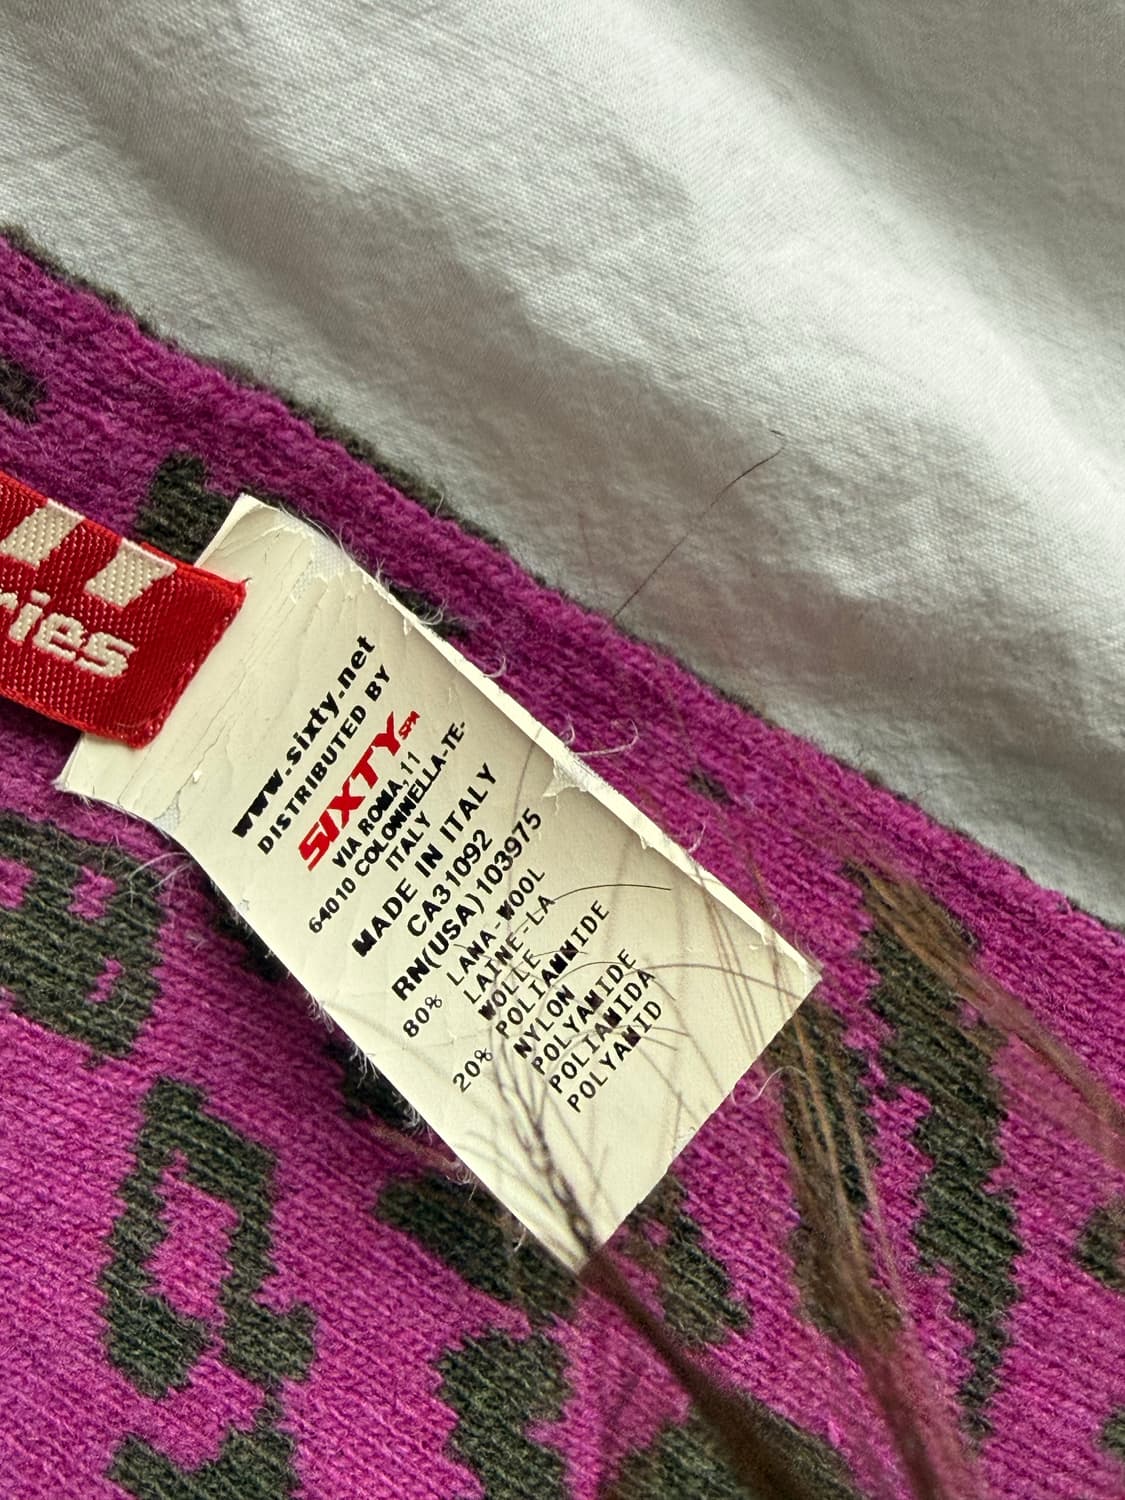 ries
www.sixty.net
DISTRIBUTED BY
SIXTY SPA
VIA ROMA, 11
64010 COLONNELLA-TE-
ITALY
MADE IN ITALY
CA31092
RN(USA)103975
80% LANA-WOOL
LAINE-LA
WOLLE
20% POLIAMMIDE
NYLON
POLYAMIDE
POLIAMIDA
POLYAMID